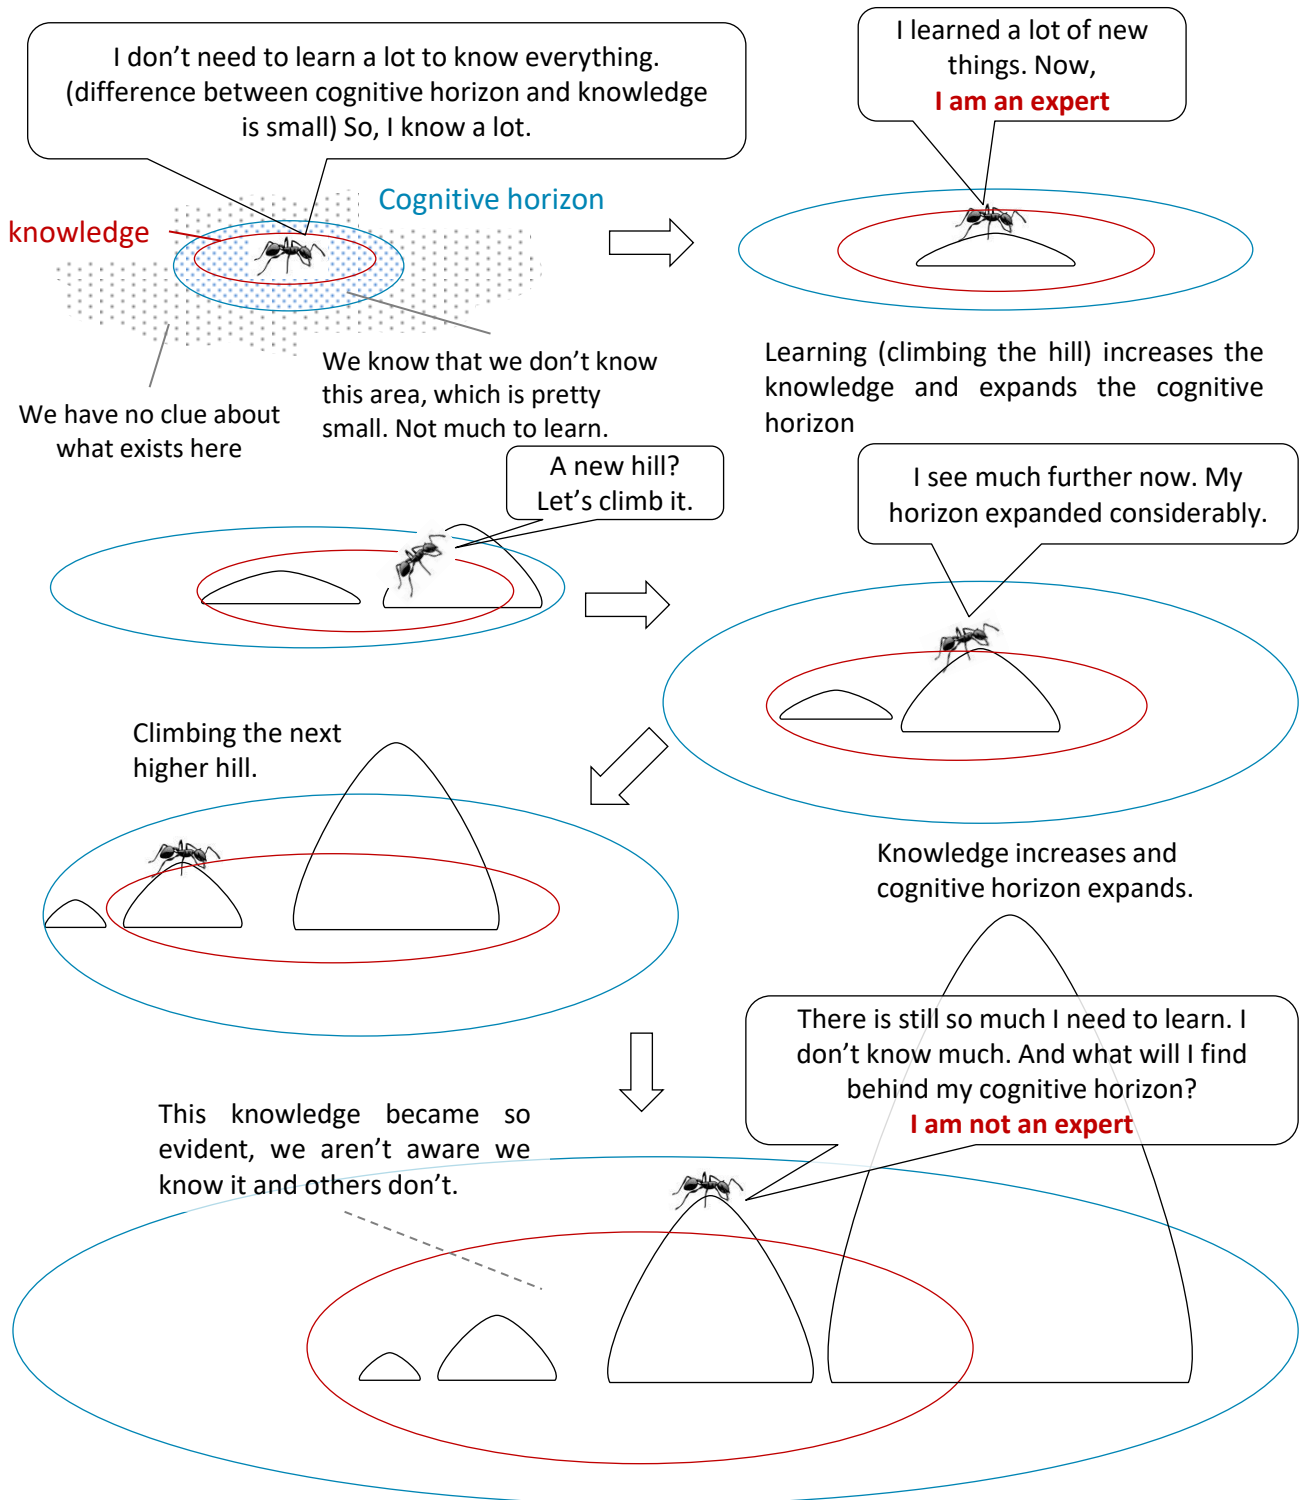 I don’t need to learn a lot to know everything.
(difference between cognitive horizon and knowledge
is small) So, I know a lot.
I learned a lot of new
things. Now,
I am an expert
Cognitive horizon
knowledge
We know that we don’t know
this area, which is pretty
small. Not much to learn.
We have no clue about
what exists here
Learning (climbing the hill) increases the
knowledge and expands the cognitive
horizon
A new hill?
Let’s climb it.
I see much further now. My
horizon expanded considerably.
Climbing the next
higher hill.
Knowledge increases and
cognitive horizon expands.
There is still so much I need to learn. I
don’t know much. And what will I find
behind my cognitive horizon?
I am not an expert
This knowledge became so
evident, we aren’t aware we
know it and others don’t.